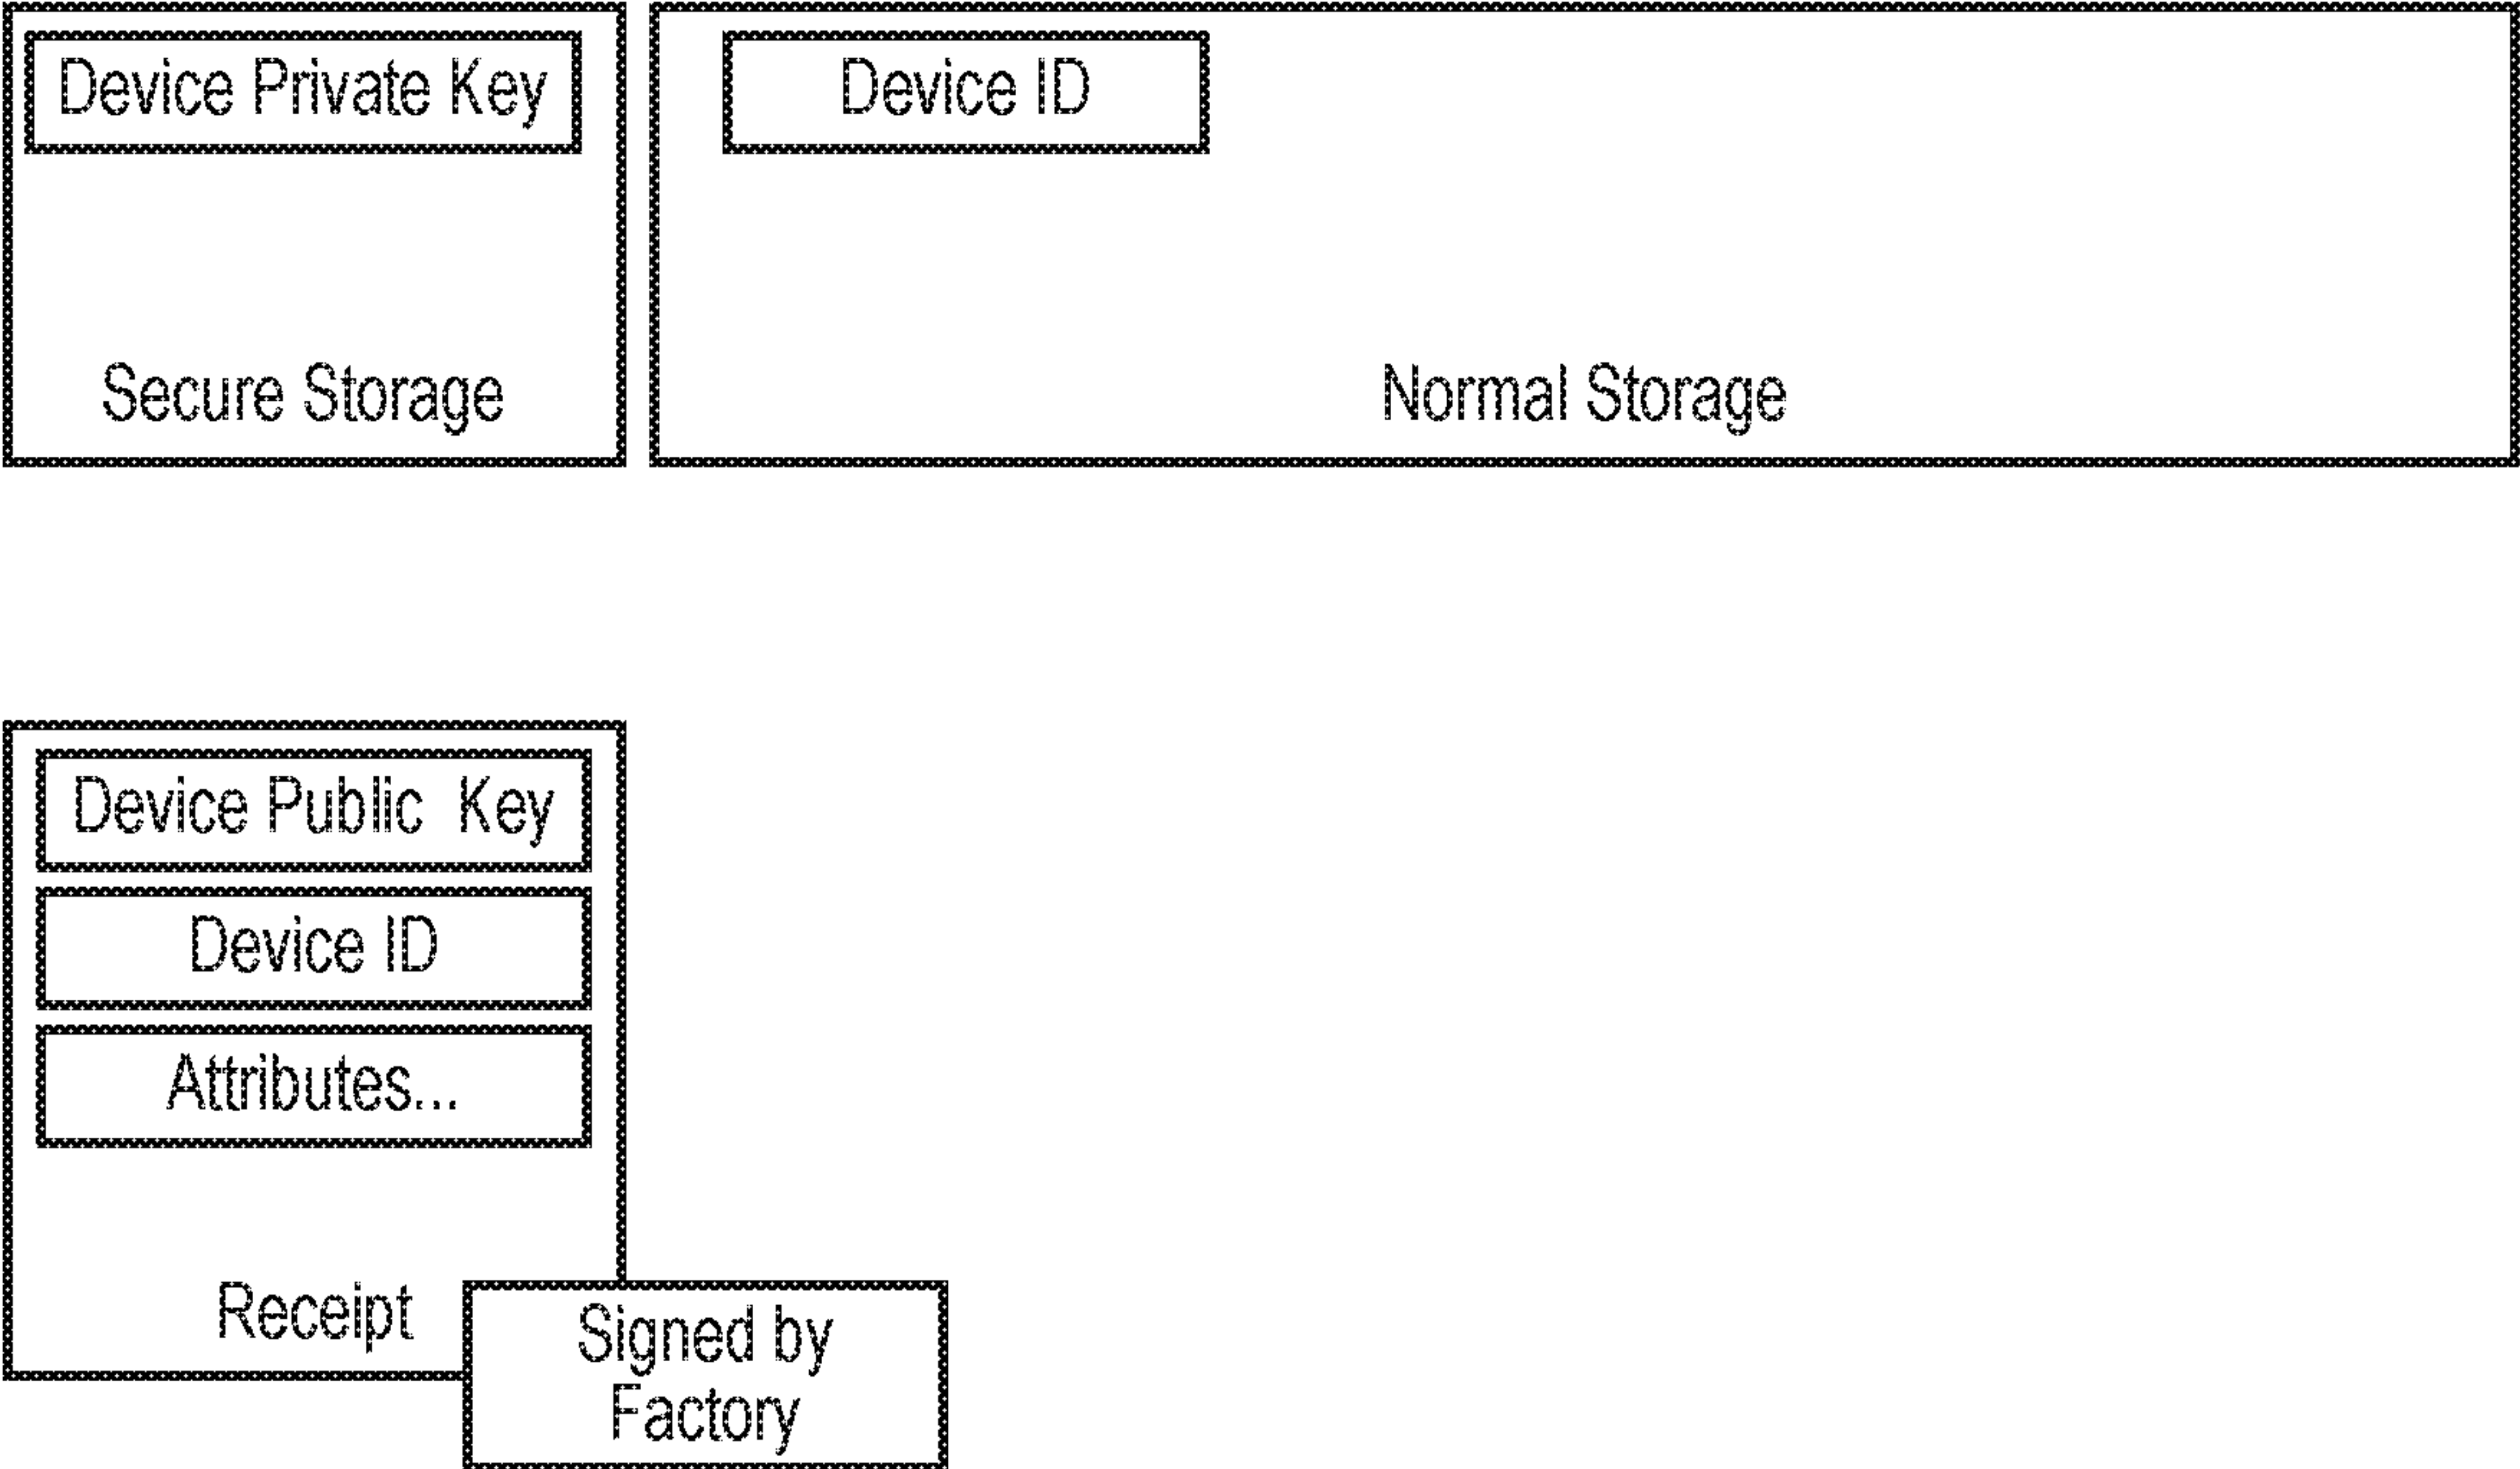 Device Private Key
Device ID
Secure Storage
Normal Storage
Device Public Key
Device ID
Attributes...
Receipt
Signed by
Factory